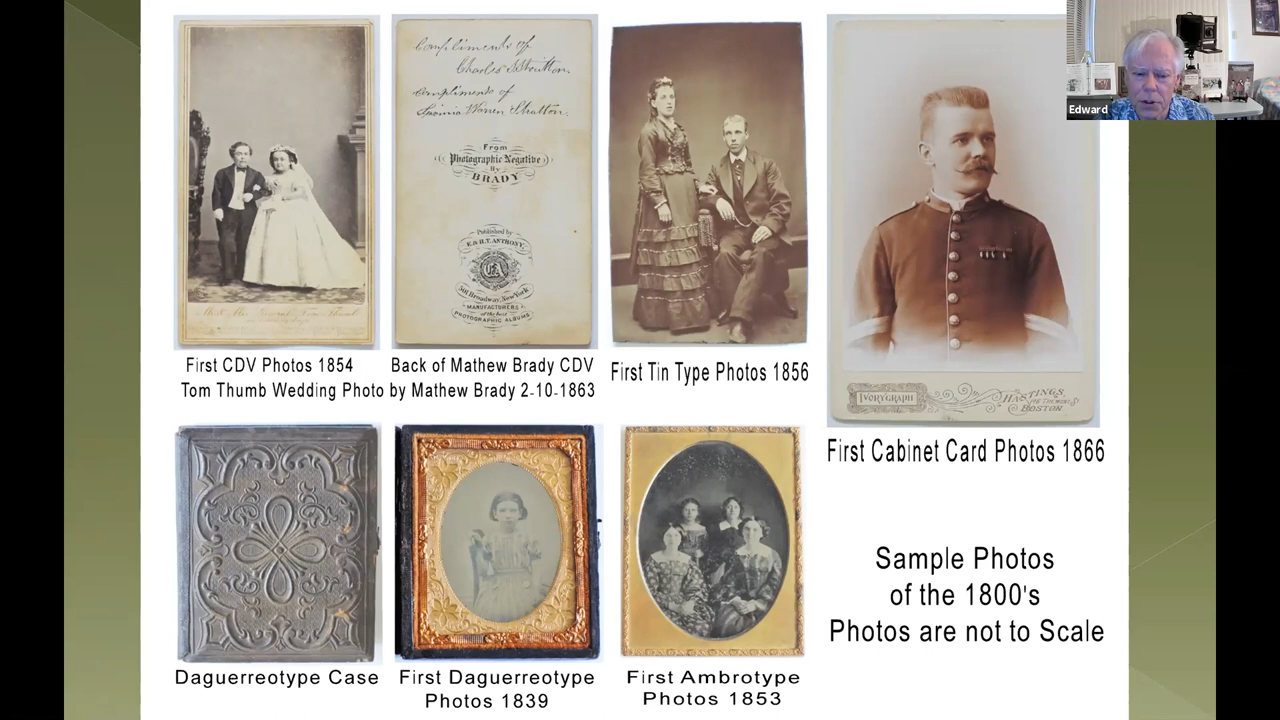 Compliments of
Charles S Stratton.
Compliments of
Lavinia Warren Stratton.
From
Photographic Negative
By
BRADY
Published by
E. & H.T. ANTHONY,
501 Broadway, New York
MANUFACTURERS
of the best
PHOTOGRAPHIC ALBUMS
First CDV Photos 1854
Back of Mathew Brady CDV
Tom Thumb Wedding Photo by Mathew Brady 2-10-1863
First Tin Type Photos 1856
IVORYGRAPH
HASTINGS,
BOSTON
First Cabinet Card Photos 1866
Edward
Daguerreotype Case
First Daguerreotype
Photos 1839
First Ambrotype
Photos 1853
Sample Photos
of the 1800's
Photos are not to Scale